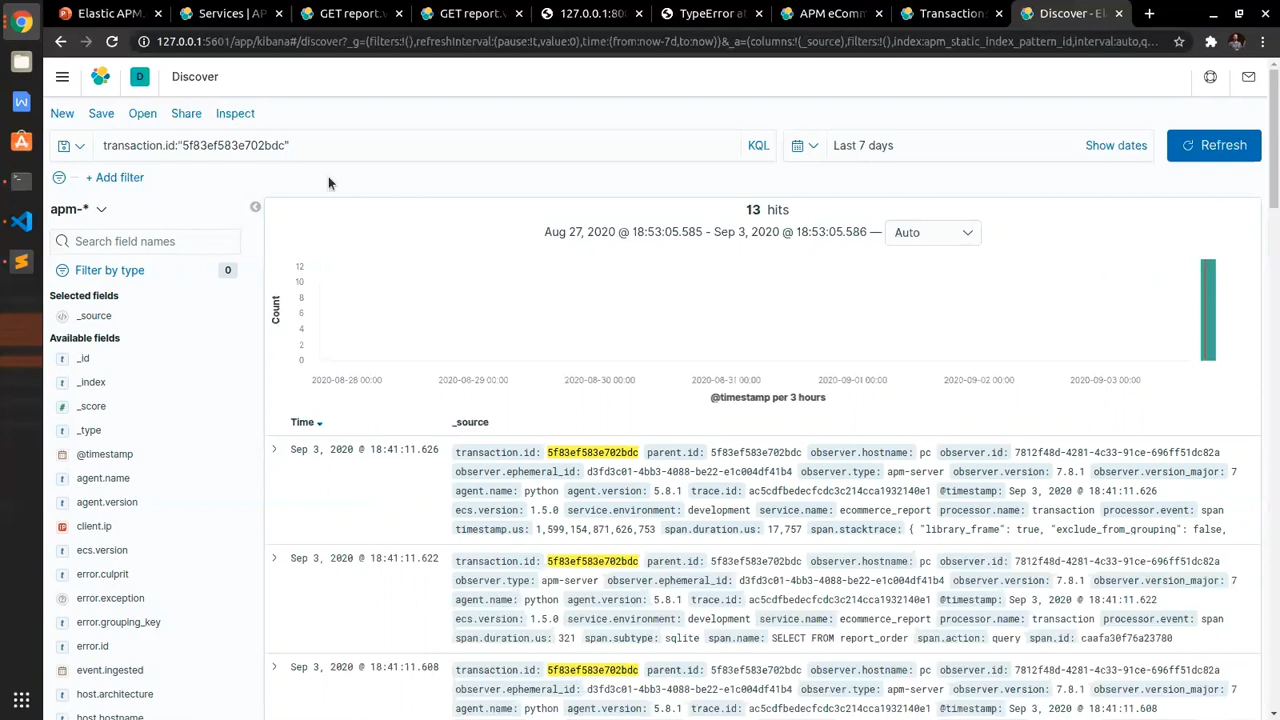 Elastic APM.
Services | AP
GET report.v
GET report.v
127.0.0.1:80
TypeError at
APM eComm
Transaction
Discover - El
127.0.0.1:5601/app/kibana#/discover?_g=(filters:!(),refreshInterval:(pause:!t,value:0),time:(from:now-7d,to:now))&_a=(columns:!(_source),filters:!(),index:apm_static_index_pattern_id,interval:auto,q…
D
Discover
New Save Open Share Inspect
transaction.id:"5f83ef583e702bdc"
KQL
Last 7 days
Show dates
Refresh
+ Add filter
apm-*
Search field names
Filter by type 0
Selected fields
_source
Available fields
_id
_index
_score
_type
@timestamp
agent.name
agent.version
client.ip
ecs.version
error.culprit
error.exception
error.grouping_key
error.id
event.ingested
host.architecture
host.hostname
13 hits
Aug 27, 2020 @ 18:53:05.585 - Sep 3, 2020 @ 18:53:05.586 — Auto
Count
12
10
8
6
4
2
0
2020-08-28 00:00 2020-08-29 00:00 2020-08-30 00:00 2020-08-31 00:00 2020-09-01 00:00 2020-09-02 00:00 2020-09-03 00:00
@timestamp per 3 hours
Time _source
Sep 3, 2020 @ 18:41:11.626
transaction.id: 5f83ef583e702bdc parent.id: 5f83ef583e702bdc observer.hostname: pc observer.id: 7812f48d-4281-4c33-91ce-696ff51dc82a
observer.ephemeral_id: d3fd3c01-4bb3-4088-be22-e1c004df41b4 observer.type: apm-server observer.version: 7.8.1 observer.version_major: 7
agent.name: python agent.version: 5.8.1 trace.id: ac5cdfbedecfcdc3c214cca1932140e1 @timestamp: Sep 3, 2020 @ 18:41:11.626
ecs.version: 1.5.0 service.environment: development service.name: ecommerce_report processor.name: transaction processor.event: span
timestamp.us: 1,599,154,871,626,753 span.duration.us: 17,757 span.stacktrace: { "library_frame": true, "exclude_from_grouping": false,
Sep 3, 2020 @ 18:41:11.622
transaction.id: 5f83ef583e702bdc parent.id: 5f83ef583e702bdc observer.hostname: pc observer.id: 7812f48d-4281-4c33-91ce-696ff51dc82a
observer.type: apm-server observer.ephemeral_id: d3fd3c01-4bb3-4088-be22-e1c004df41b4 observer.version: 7.8.1 observer.version_major: 7
agent.name: python agent.version: 5.8.1 trace.id: ac5cdfbedecfcdc3c214cca1932140e1 @timestamp: Sep 3, 2020 @ 18:41:11.622
ecs.version: 1.5.0 service.environment: development service.name: ecommerce_report processor.name: transaction processor.event: span
span.duration.us: 321 span.subtype: sqlite span.name: SELECT FROM report_order span.action: query span.id: caafa30f76a23780
Sep 3, 2020 @ 18:41:11.608
transaction.id: 5f83ef583e702bdc parent.id: 5f83ef583e702bdc observer.hostname: pc observer.id: 7812f48d-4281-4c33-91ce-696ff51dc82a
observer.ephemeral_id: d3fd3c01-4bb3-4088-be22-e1c004df41b4 observer.type: apm-server observer.version: 7.8.1 observer.version_major: 7
agent.name: python agent.version: 5.8.1 trace.id: ac5cdfbedecfcdc3c214cca1932140e1 @timestamp: Sep 3, 2020 @ 18:41:11.608